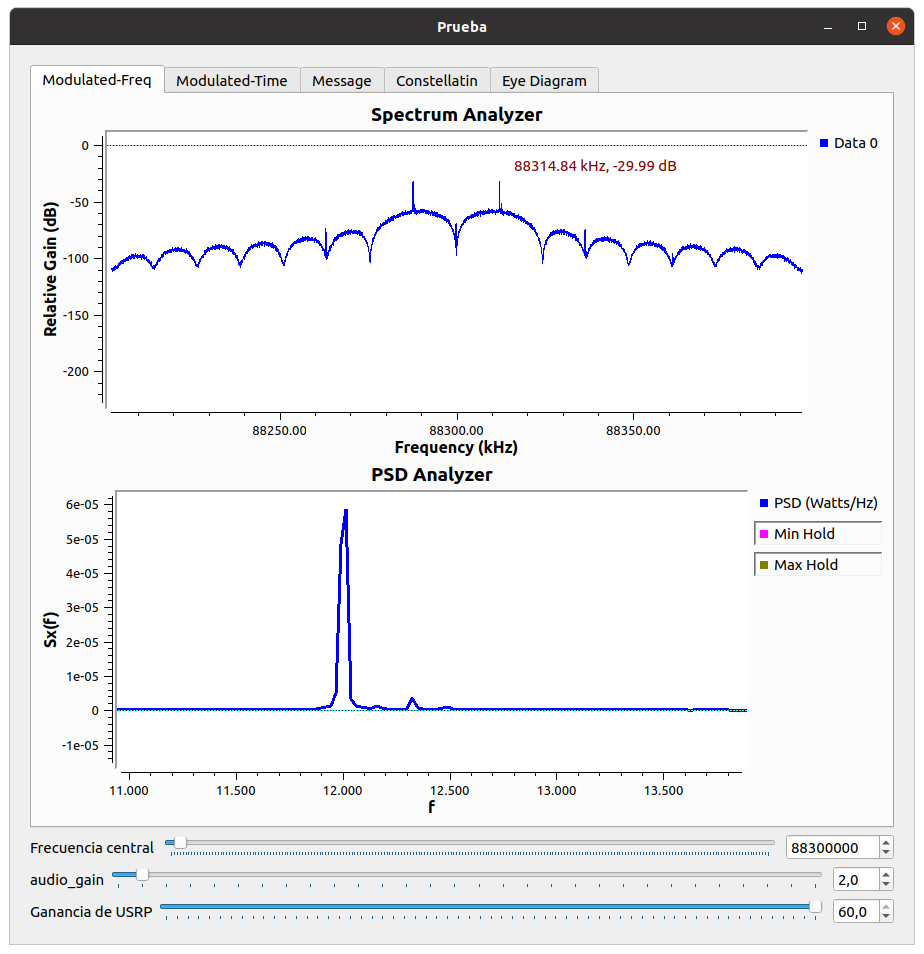 Prueba
Modulated-Freq Modulated-Time Message Constellatin Eye Diagram
Spectrum Analyzer
Data 0
88314.84 kHz, -29.99 dB
Relative Gain (dB)
0
-50
-100
-150
-200
88250.00 88300.00 88350.00
Frequency (kHz)
PSD Analyzer
PSD (Watts/Hz)
Min Hold
Max Hold
Sx(f)
6e-05
5e-05
4e-05
3e-05
2e-05
1e-05
0
-1e-05
11.000 11.500 12.000 12.500 13.000 13.500
f
Frecuencia central 88300000
audio_gain 2,0
Ganancia de USRP 60,0